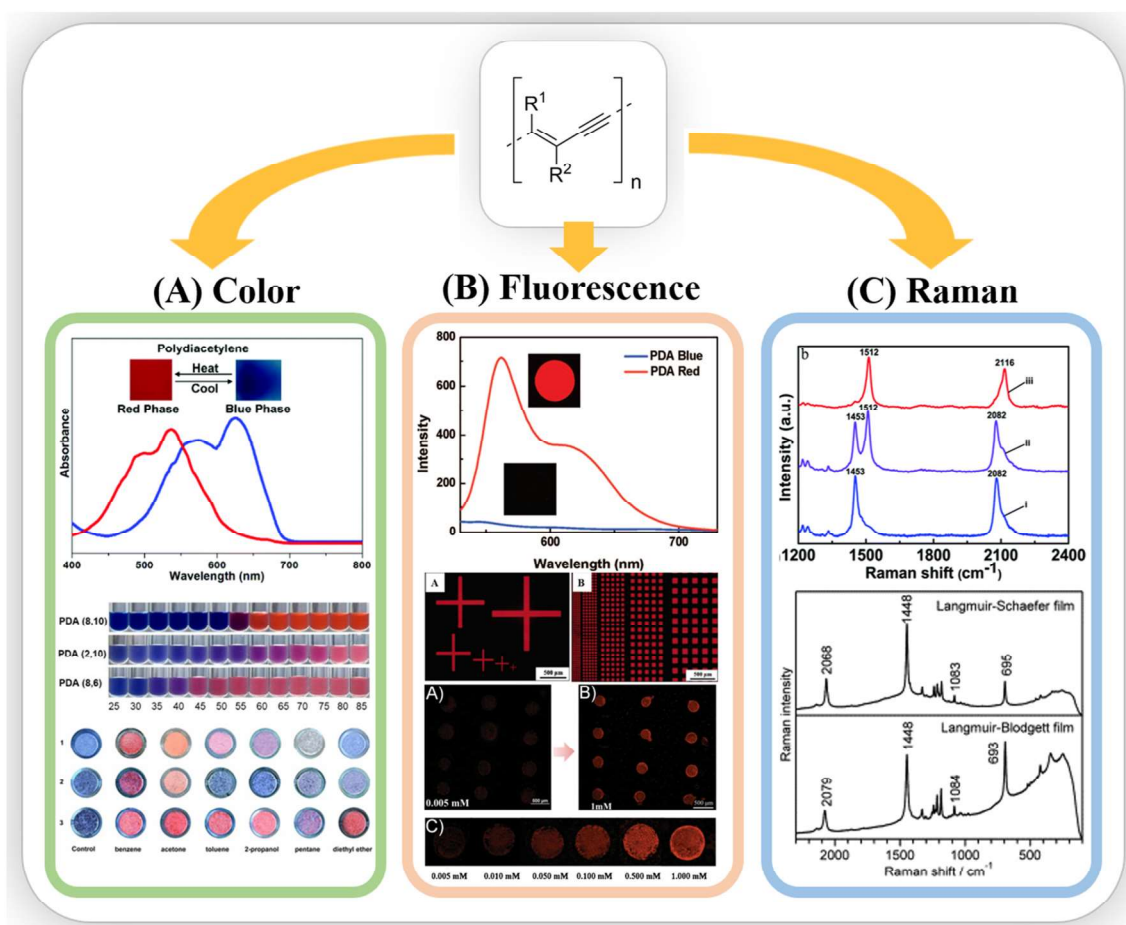 R1
R2
n
(A) Color
(B) Fluorescence
(C) Raman
Polydiacetylene
Heat
Cool
Red Phase
Blue Phase
Absorbance
400 500 600 700 800
Wavelength (nm)
PDA (8,10)
PDA (2,10)
PDA (8,6)
25 30 35 40 45 50 55 60 65 70 75 80 85
1
2
3
Control benzene acetone toluene 2-propanol pentane diethyl ether
800
600
400
200
0
Intensity
PDA Blue
PDA Red
600 700
Wavelength (nm)
A
500 µm
B
500 µm
A)
0.005 mM
500 µm
B)
1mM
500 µm
C)
0.005 mM 0.010 mM 0.050 mM 0.100 mM 0.500 mM 1.000 mM
b
1512
2116
iii
1453
1512
2082
ii
1453
2082
i
Intensity (a.u.)
1200 1500 1800 2100 2400
Raman shift (cm-1)
Langmuir-Schaefer film
2068
1448
1083
695
Langmuir-Blodgett film
2079
1448
1084
693
Raman intensity
2000 1500 1000 500
Raman shift / cm-1